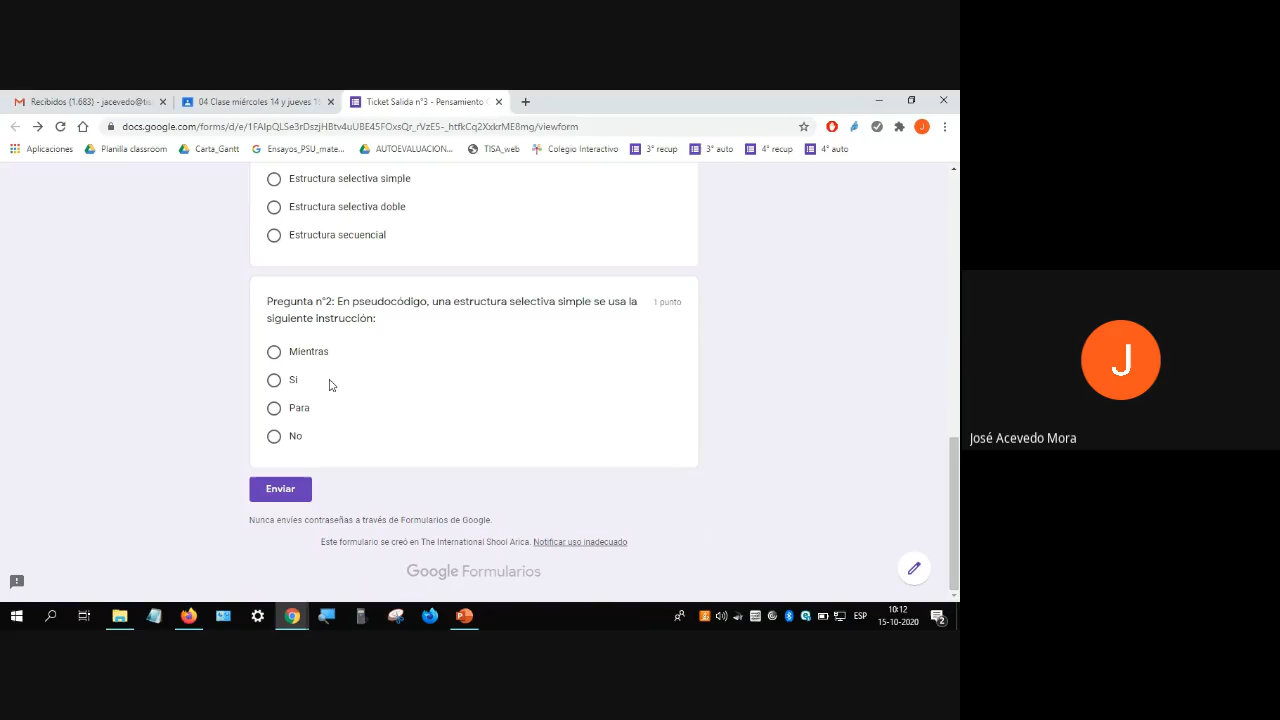 Recibidos (1.683) - jacevedo@tis
04 Clase miércoles 14 y jueves 15
Ticket Salida n°3 - Pensamiento C
docs.google.com/forms/d/e/1FAIpQLSe3rDszjHBtv4uUBE45FOxsQr_rVzE5-_htfkCq2XxkrME8mg/viewform
Aplicaciones
Planilla classroom
Carta_Gantt
Ensayos_PSU_mate...
AUTOEVALUACION...
TISA_web
Colegio Interactivo
3° recup
3° auto
4° recup
4° auto
Estructura selectiva simple
Estructura selectiva doble
Estructura secuencial
Pregunta n°2: En pseudocódigo, una estructura selectiva simple se usa la
siguiente instrucción:
1 punto
Mientras
Si
Para
No
Enviar
Nunca envíes contraseñas a través de Formularios de Google.
Este formulario se creó en The International Shool Arica. Notificar uso inadecuado
Google Formularios
J
José Acevedo Mora
ESP
10:12
15-10-2020
2